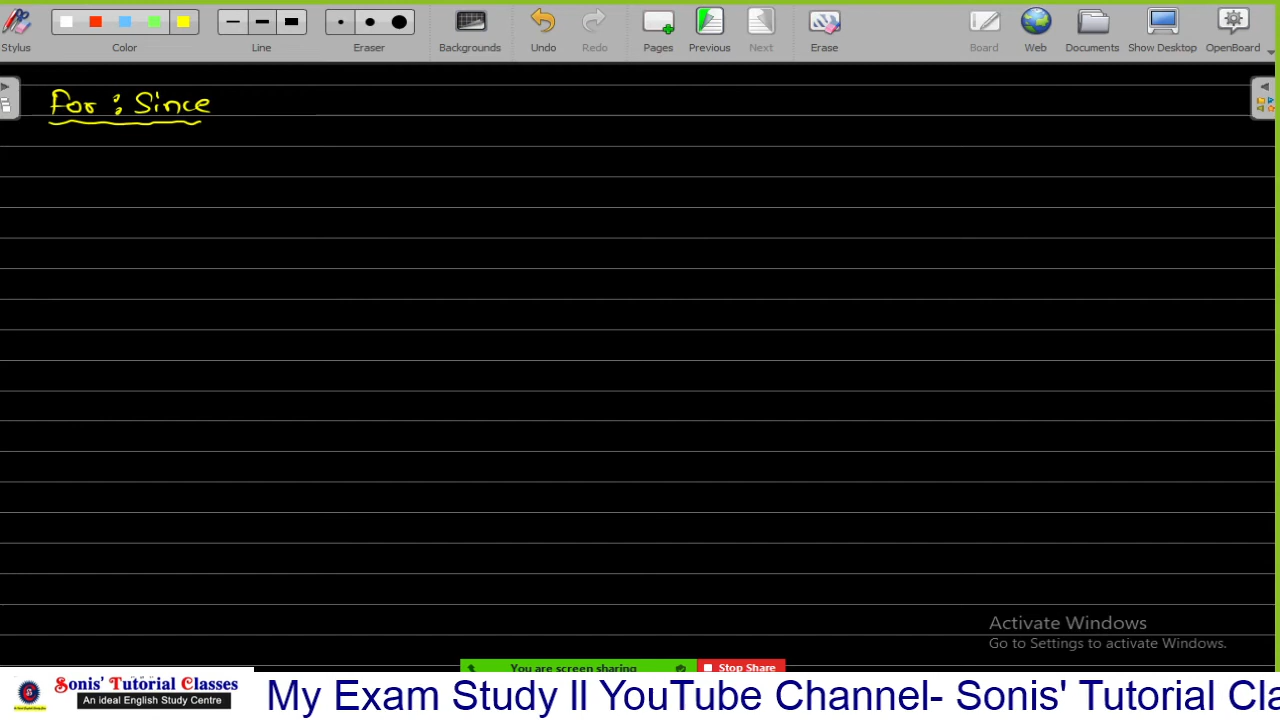 Stylus Color Line Eraser Backgrounds Undo Redo Pages Previous Next Erase Board Web Documents Show Desktop OpenBoard
For : Since
Activate Windows
Go to Settings to activate Windows.
You are screen sharing Stop Share
Sonis' Tutorial Classes
An ideal English Study Centre
My Exam Study ll YouTube Channel- Sonis' Tutorial Cla